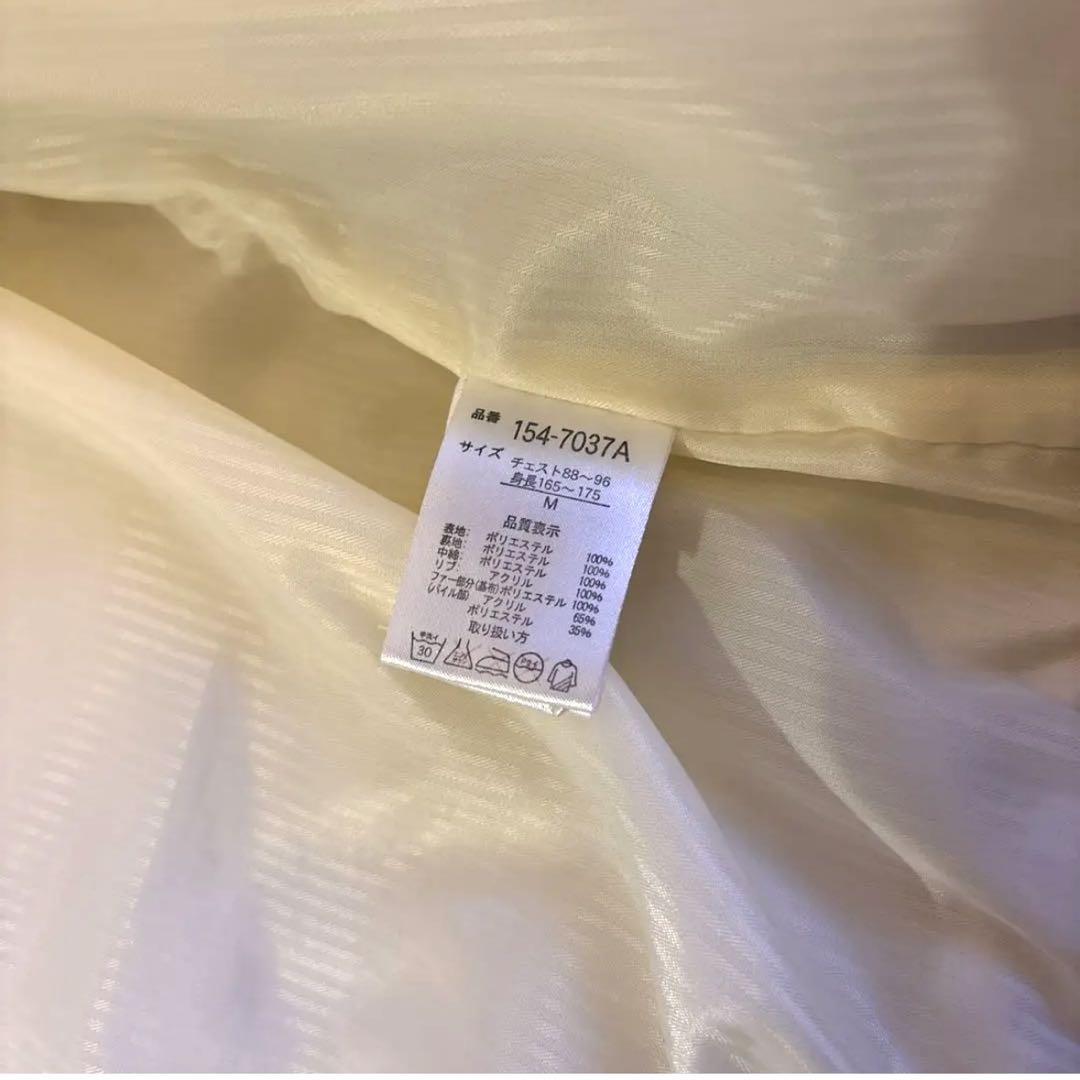 品番 154-7037A
サイズ チェスト88～96
身長165～175
M
品質表示
表地: ポリエステル 100%
裏地: ポリエステル 100%
中綿: ポリエステル 100%
リブ: アクリル 100%
ファー部分(基布)ポリエステル 100%
(パイル部) アクリル 65%
ポリエステル 35%
取り扱い方
手洗イ
30